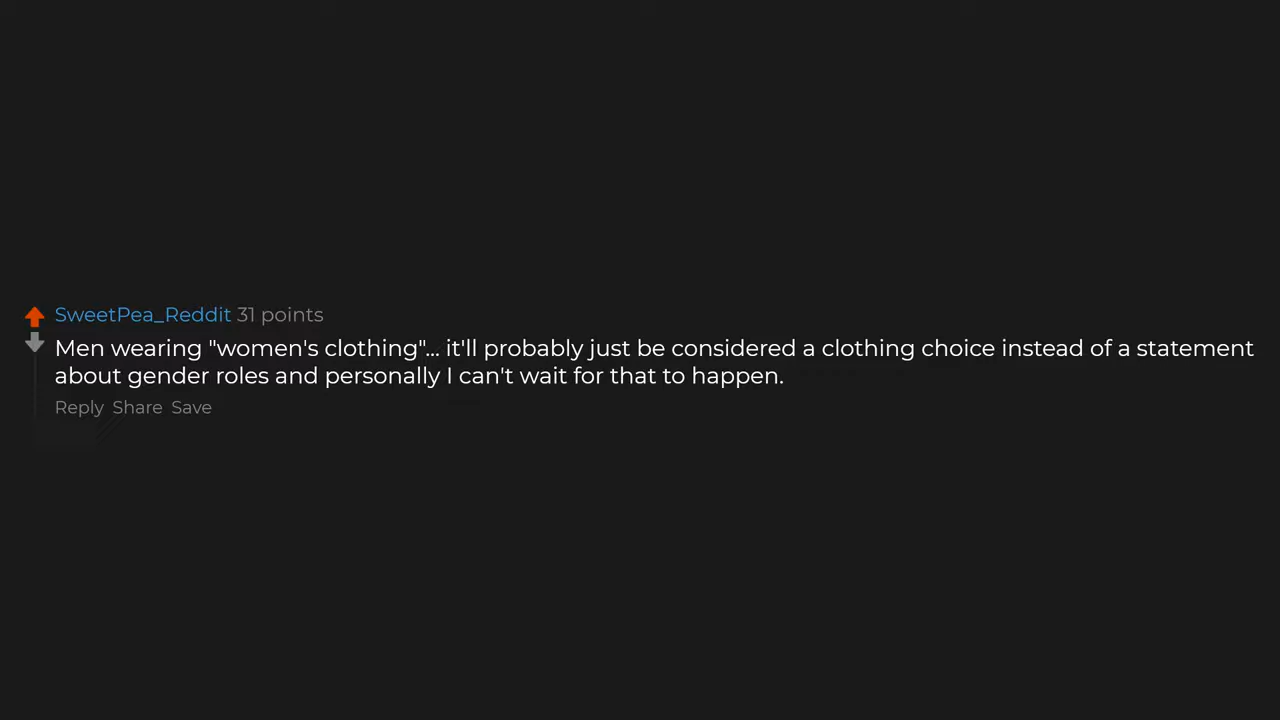 SweetPea_Reddit 31 points
Men wearing "women's clothing"... it'll probably just be considered a clothing choice instead of a statement
about gender roles and personally I can't wait for that to happen.
Reply Share Save